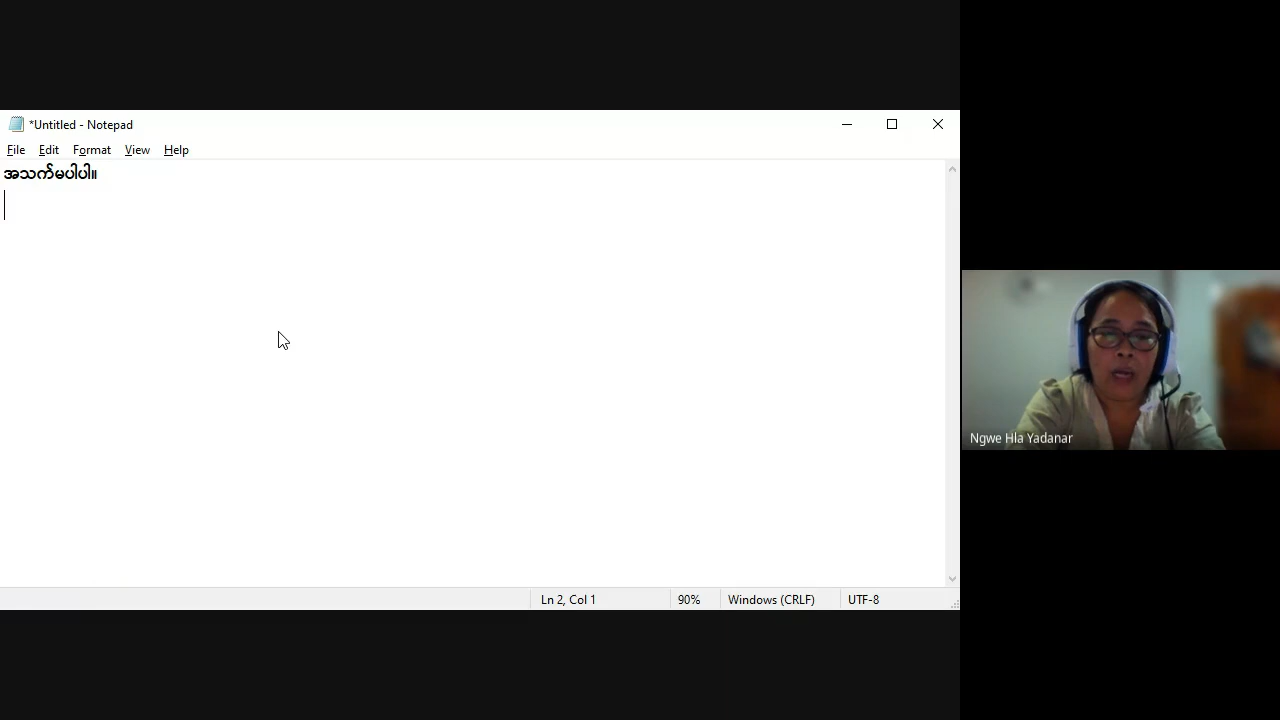 *Untitled - Notepad
File Edit Format View Help
အသက်မပါပါ။
Ngwe Hla Yadanar
Ln 2, Col 1 90% Windows (CRLF) UTF-8